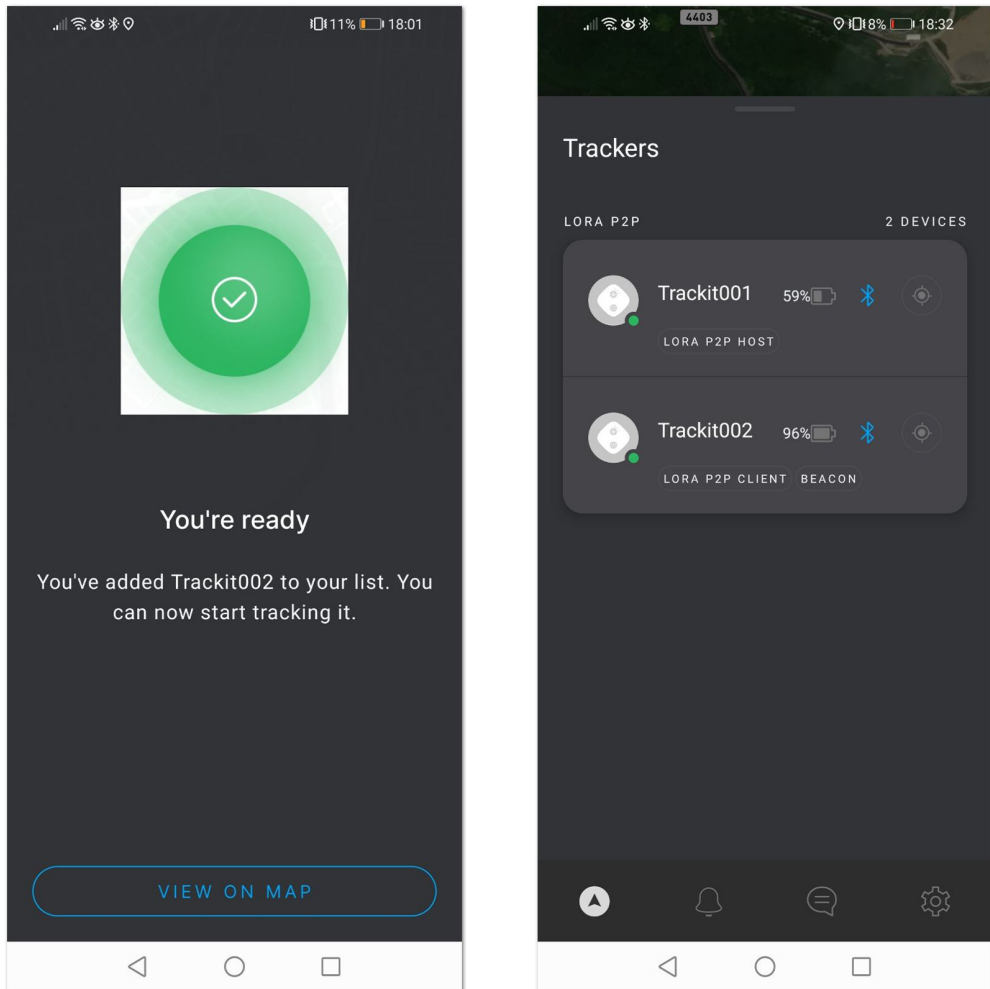 11% 18:01
You're ready
You've added Trackit002 to your list. You
can now start tracking it.
VIEW ON MAP
4403 8% 18:32
Trackers
LORA P2P 2 DEVICES
Trackit001 59%
LORA P2P HOST
Trackit002 96%
LORA P2P CLIENT BEACON